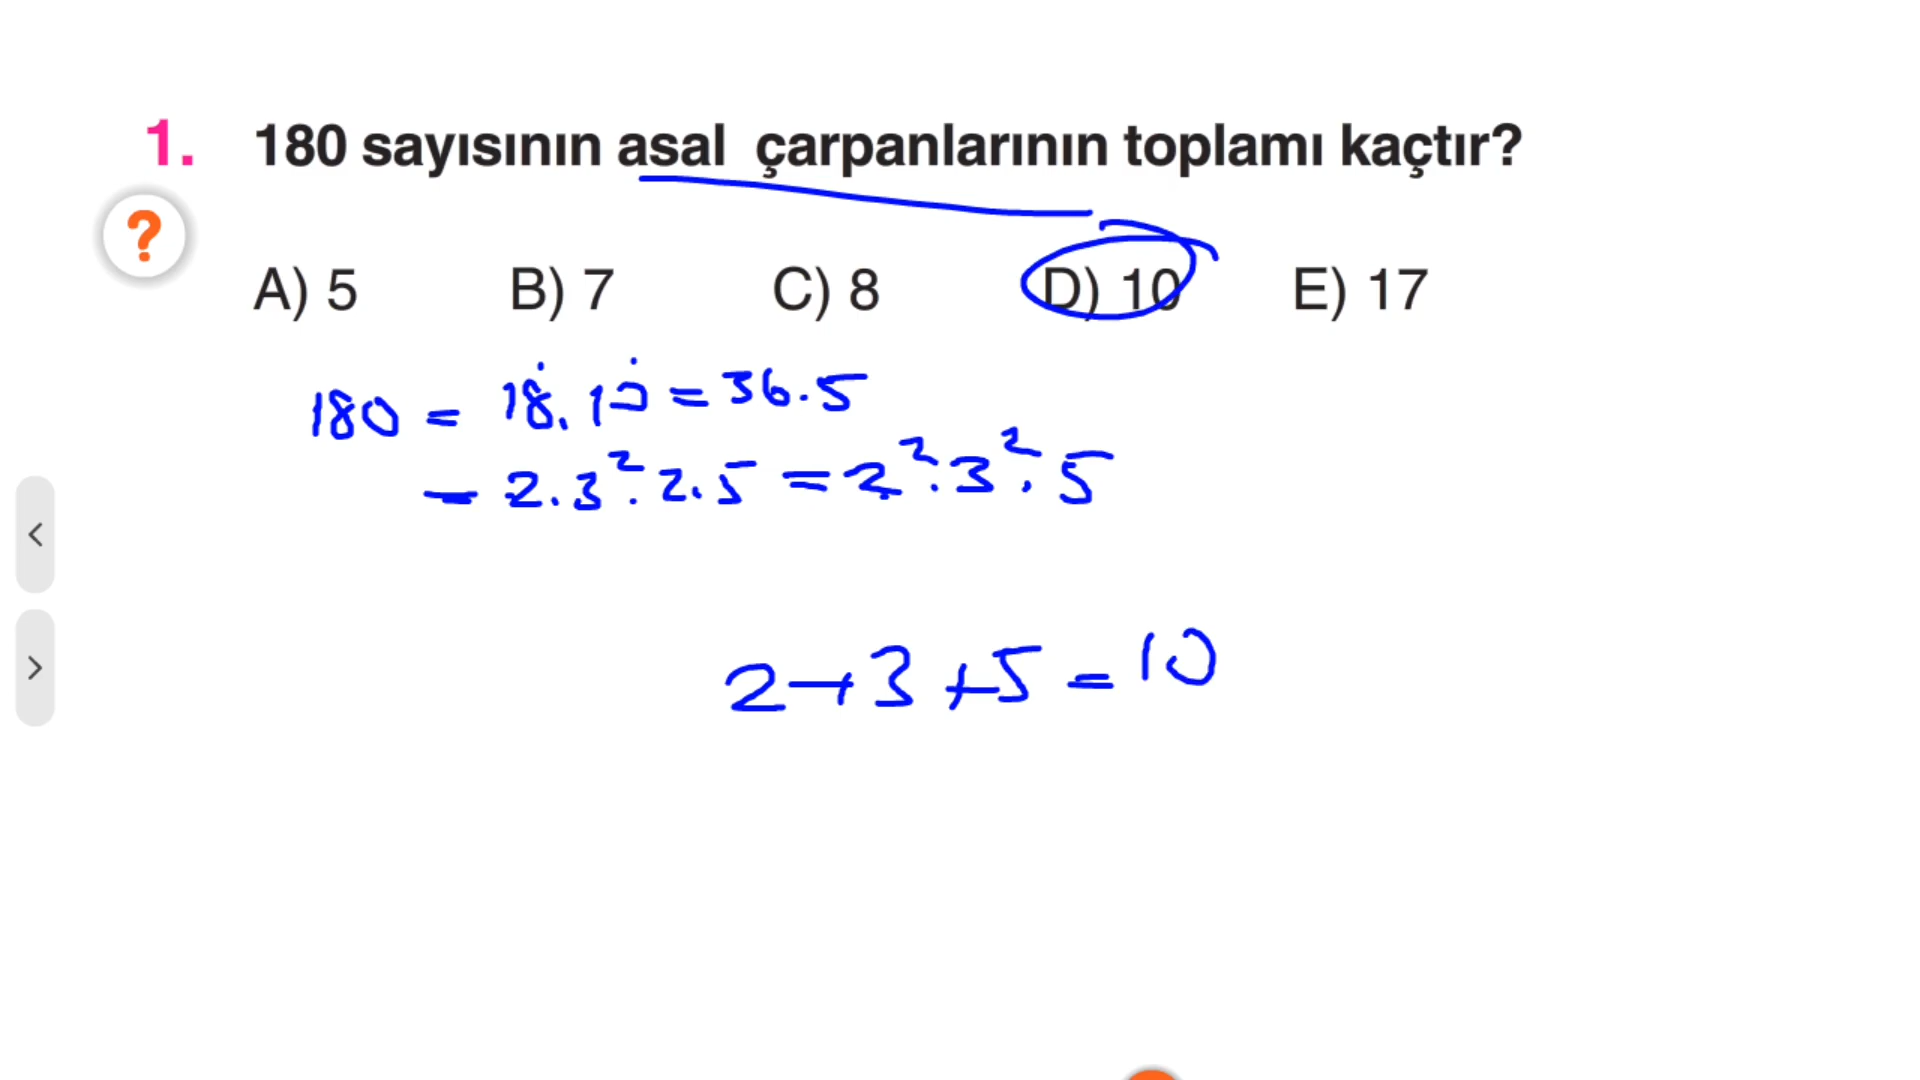 1. 180 sayısının asal çarpanlarının toplamı kaçtır?
?
A) 5 B) 7 C) 8 D) 10 E) 17
180 = 18.10 = 36.5
= 2.3².2.5 = 2².3².5
2+3+5=10